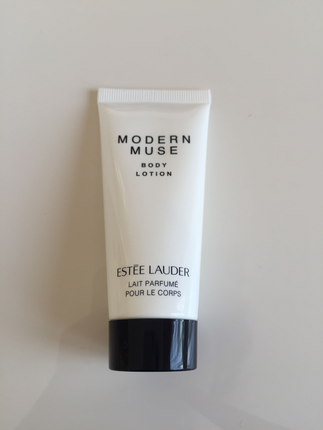 MODERN
MUSE
BODY
LOTION
ESTĒE LAUDER
LAIT PARFUMÉ
POUR LE CORPS